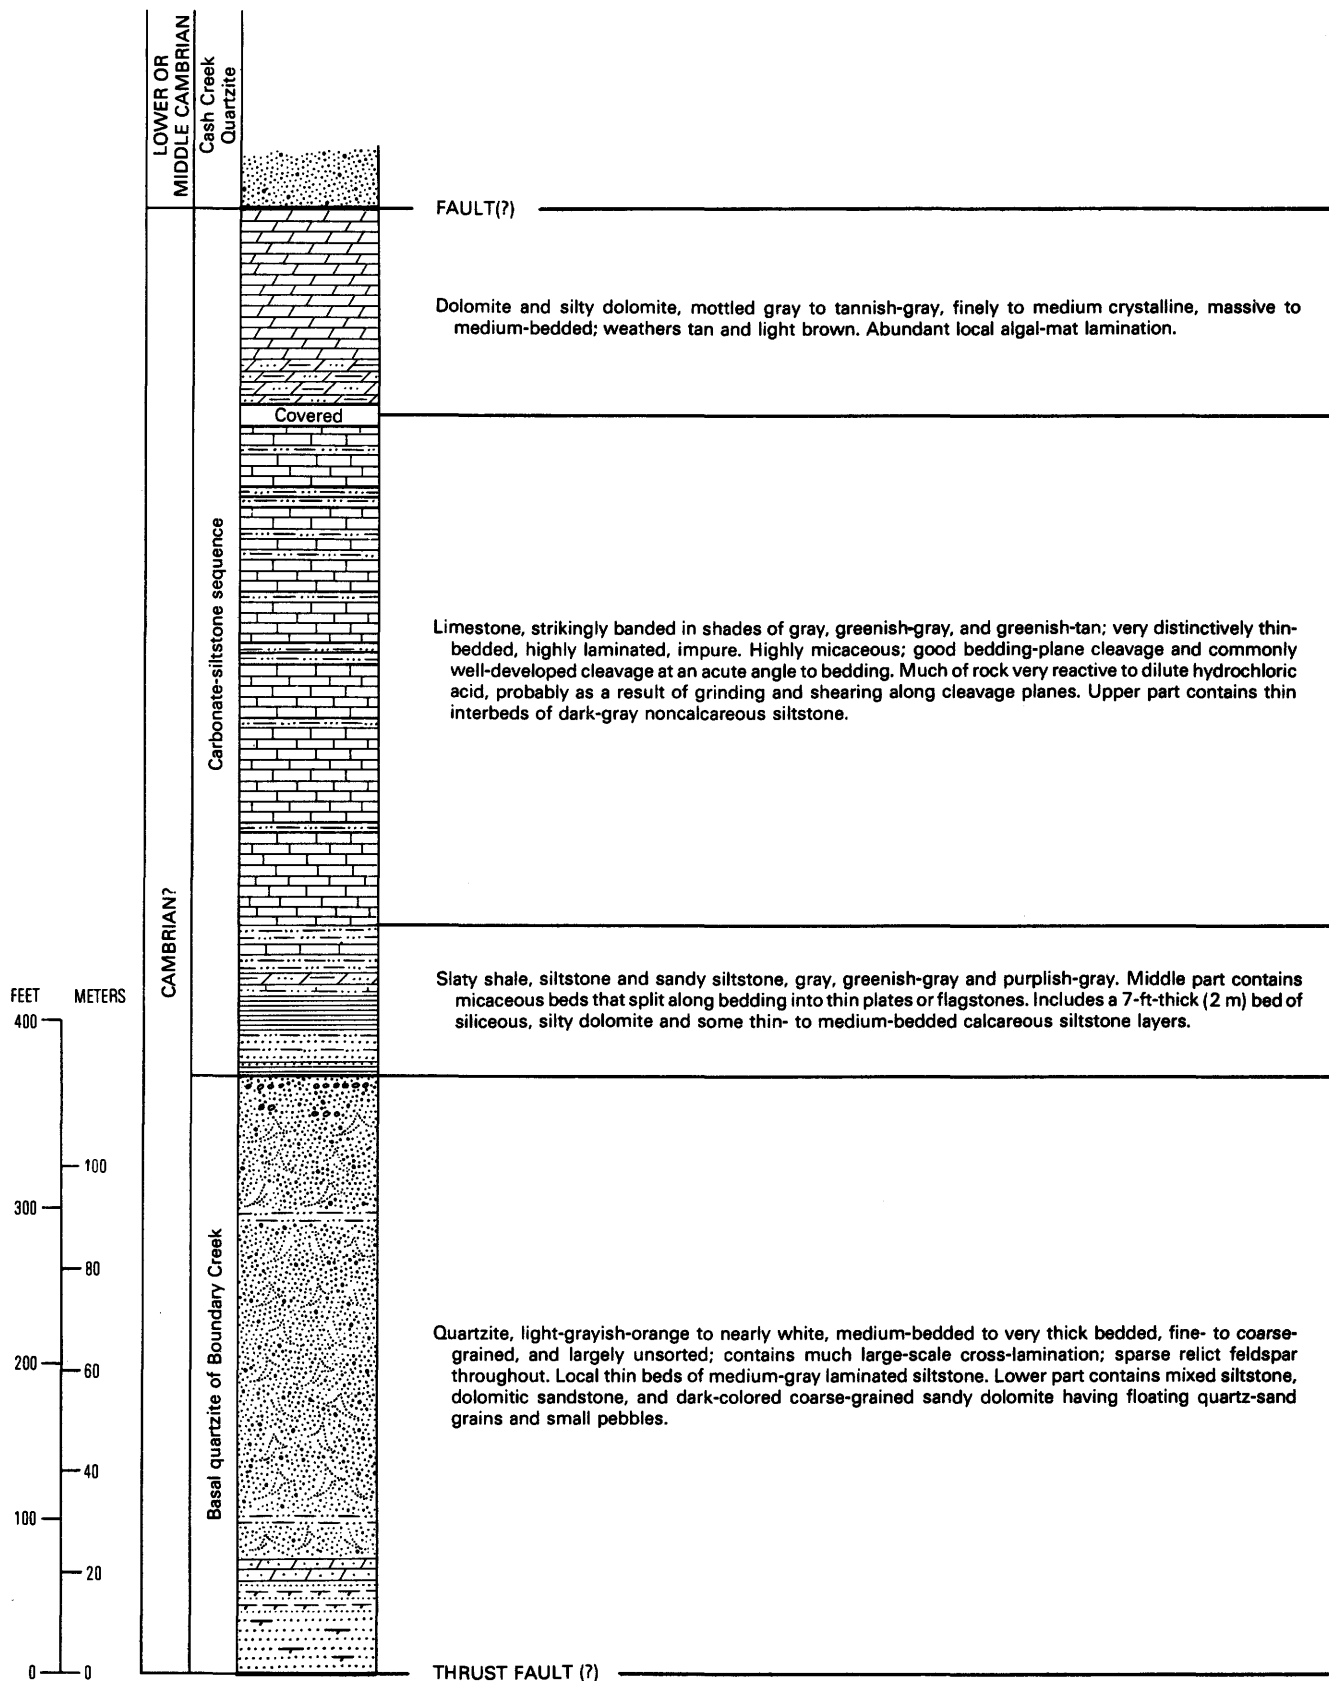 LOWER OR
MIDDLE CAMBRIAN
Cash Creek
Quartzite
FAULT(?)
Dolomite and silty dolomite, mottled gray to tannish-gray, finely to medium crystalline, massive to
medium-bedded; weathers tan and light brown. Abundant local algal-mat lamination.
Covered
Carbonate-siltstone sequence
Limestone, strikingly banded in shades of gray, greenish-gray, and greenish-tan; very distinctively thin-
bedded, highly laminated, impure. Highly micaceous; good bedding-plane cleavage and commonly
well-developed cleavage at an acute angle to bedding. Much of rock very reactive to dilute hydrochloric
acid, probably as a result of grinding and shearing along cleavage planes. Upper part contains thin
interbeds of dark-gray noncalcareous siltstone.
CAMBRIAN?
Slaty shale, siltstone and sandy siltstone, gray, greenish-gray and purplish-gray. Middle part contains
micaceous beds that split along bedding into thin plates or flagstones. Includes a 7-ft-thick (2 m) bed of
siliceous, silty dolomite and some thin- to medium-bedded calcareous siltstone layers.
FEET METERS
400
100
300
80
200
60
40
100
20
0 0
Basal quartzite of Boundary Creek
Quartzite, light-grayish-orange to nearly white, medium-bedded to very thick bedded, fine- to coarse-
grained, and largely unsorted; contains much large-scale cross-lamination; sparse relict feldspar
throughout. Local thin beds of medium-gray laminated siltstone. Lower part contains mixed siltstone,
dolomitic sandstone, and dark-colored coarse-grained sandy dolomite having floating quartz-sand
grains and small pebbles.
THRUST FAULT (?)